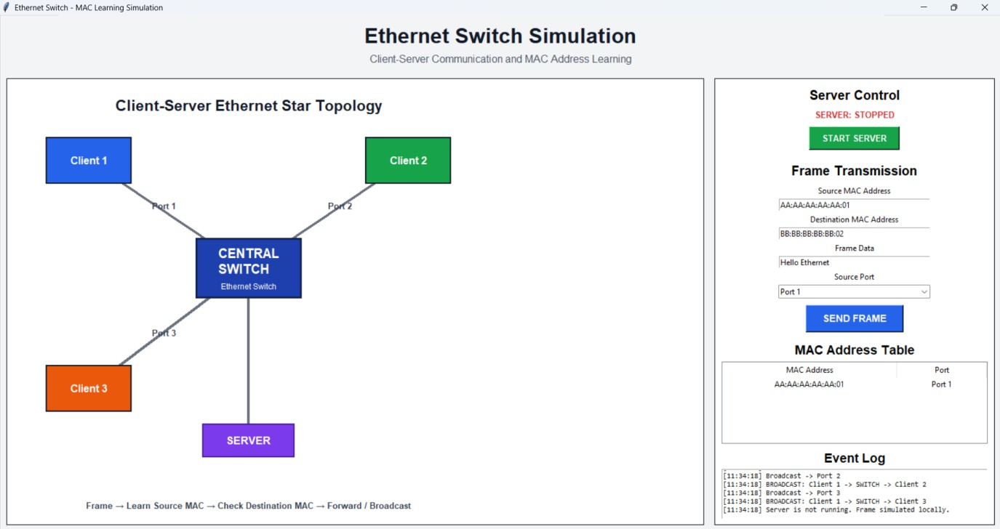 Ethernet Switch - MAC Learning Simulation
Ethernet Switch Simulation
Client-Server Communication and MAC Address Learning
Client-Server Ethernet Star Topology
Client 1
Client 2
Port 1
Port 2
CENTRAL
SWITCH
Ethernet Switch
Port 3
Client 3
SERVER
Frame → Learn Source MAC → Check Destination MAC → Forward / Broadcast
Server Control
SERVER: STOPPED
START SERVER
Frame Transmission
Source MAC Address
AA:AA:AA:AA:AA:01
Destination MAC Address
BB:BB:BB:BB:BB:02
Frame Data
Hello Ethernet
Source Port
Port 1
SEND FRAME
MAC Address Table
MAC Address Port
AA:AA:AA:AA:AA:01 Port 1
Event Log
[11:34:18] Broadcast -> Port 2
[11:34:18] BROADCAST: Client 1 -> SWITCH -> Client 2
[11:34:18] Broadcast -> Port 3
[11:34:18] BROADCAST: Client 1 -> SWITCH -> Client 3
[11:34:18] Server is not running. Frame simulated locally.